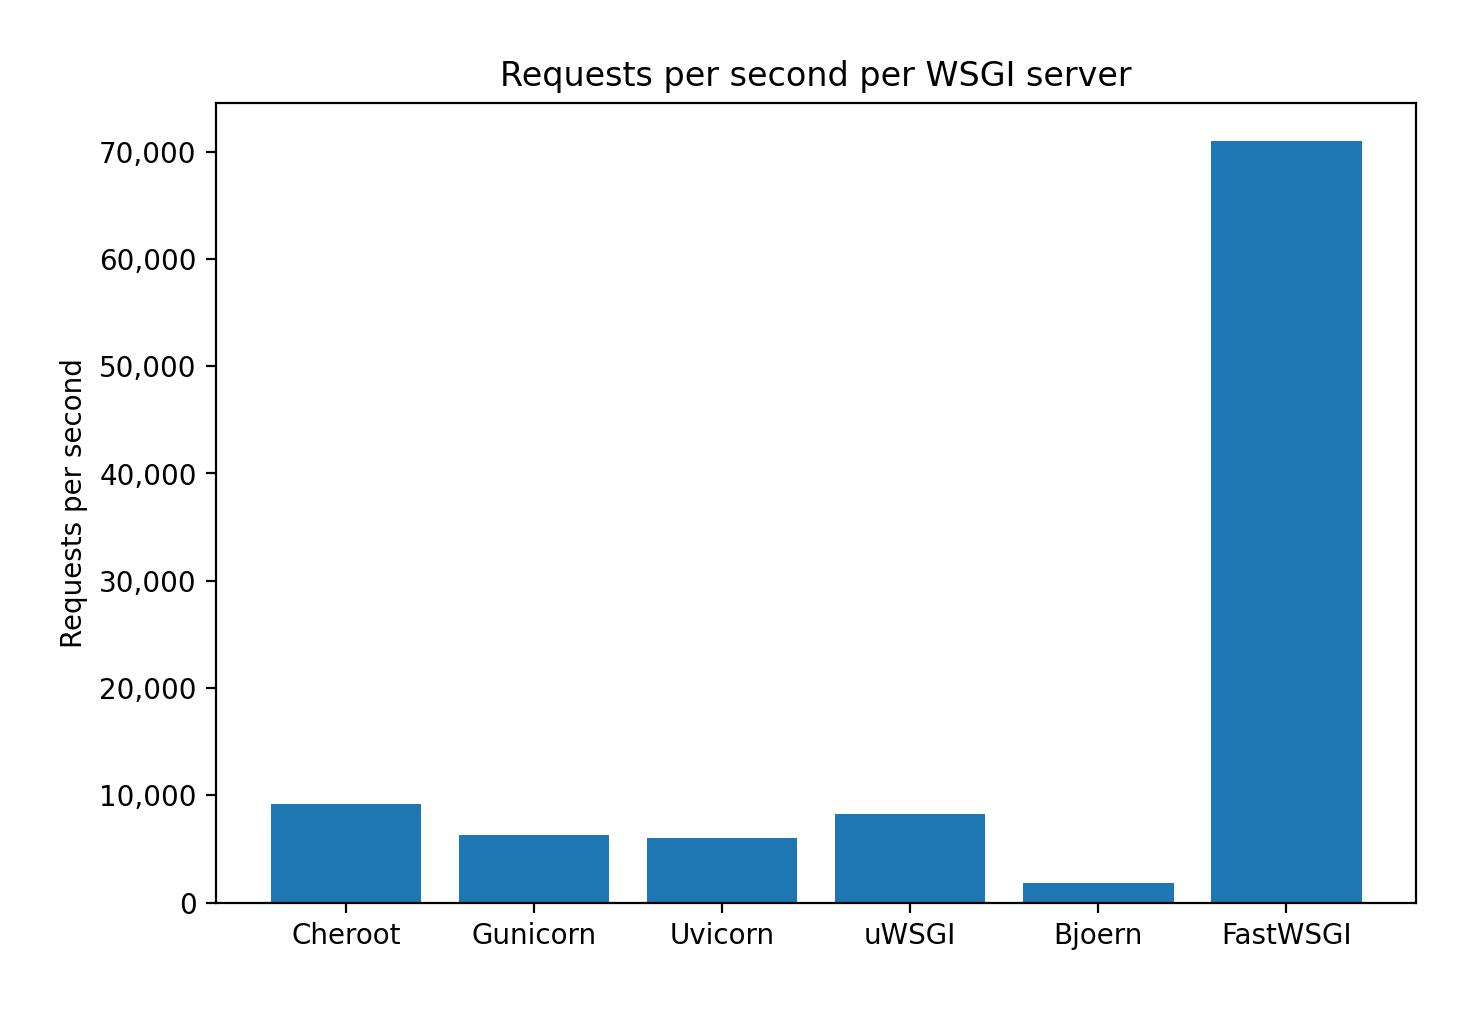 Requests per second per WSGI server
Requests per second
70,000
60,000
50,000
40,000
30,000
20,000
10,000
0
Cheroot Gunicorn Uvicorn uWSGI Bjoern FastWSGI